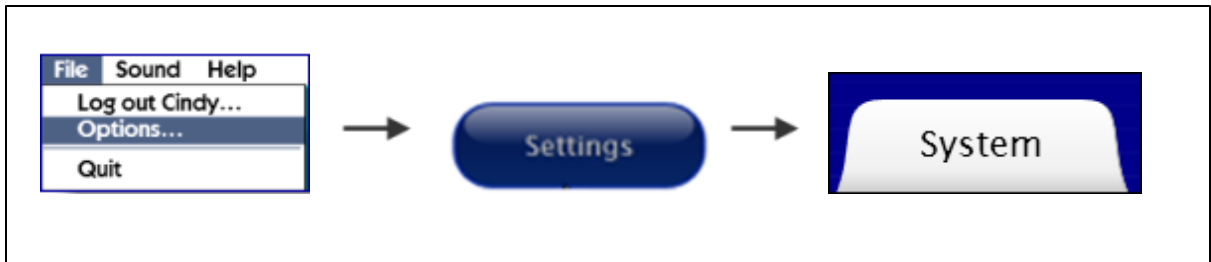 File Sound Help
Log out Cindy...
Options...
Quit
Settings
System